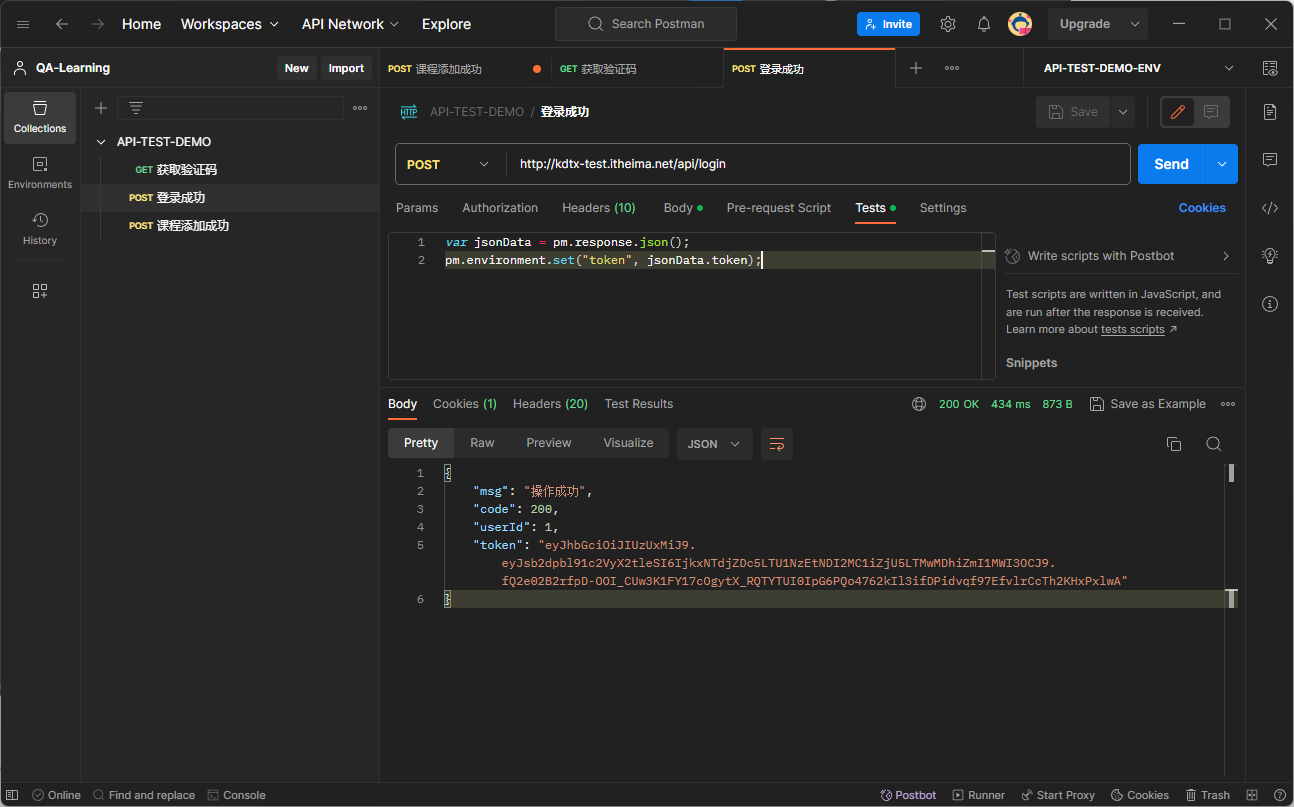 Home Workspaces API Network Explore Search Postman Invite Upgrade
QA-Learning New Import POST 课程添加成功 GET 获取验证码 POST 登录成功 API-TEST-DEMO-ENV
Collections
Environments
History
API-TEST-DEMO
GET 获取验证码
POST 登录成功
POST 课程添加成功
HTTP API-TEST-DEMO / 登录成功 Save
POST http://kdtx-test.itheima.net/api/login Send
Params Authorization Headers (10) Body Pre-request Script Tests Settings Cookies
1 var jsonData = pm.response.json();
2 pm.environment.set("token", jsonData.token);
Write scripts with Postbot
Test scripts are written in JavaScript, and
are run after the response is received.
Learn more about tests scripts
Snippets
Body Cookies (1) Headers (20) Test Results 200 OK 434 ms 873 B Save as Example
Pretty Raw Preview Visualize JSON
1 {
2 "msg": "操作成功",
3 "code": 200,
4 "userId": 1,
5 "token": "eyJhbGciOiJIUzUxMiJ9.
eyJsb2dpbl91c2VyX2tleSI6IjkxNTdjZDc5LTU1NzEtNDI2MC1iZjU5LTMwMDhiZmI1MWI3OCJ9.
fQ2e02B2rfpD-OOI_CUw3K1FY17cOgytX_RQTYTUI0IpG6PQo4762kIl3ifDPidvqf97EfvlrCcTh2KHxPxlwA"
6 }
Online Find and replace Console Postbot Runner Start Proxy Cookies Trash